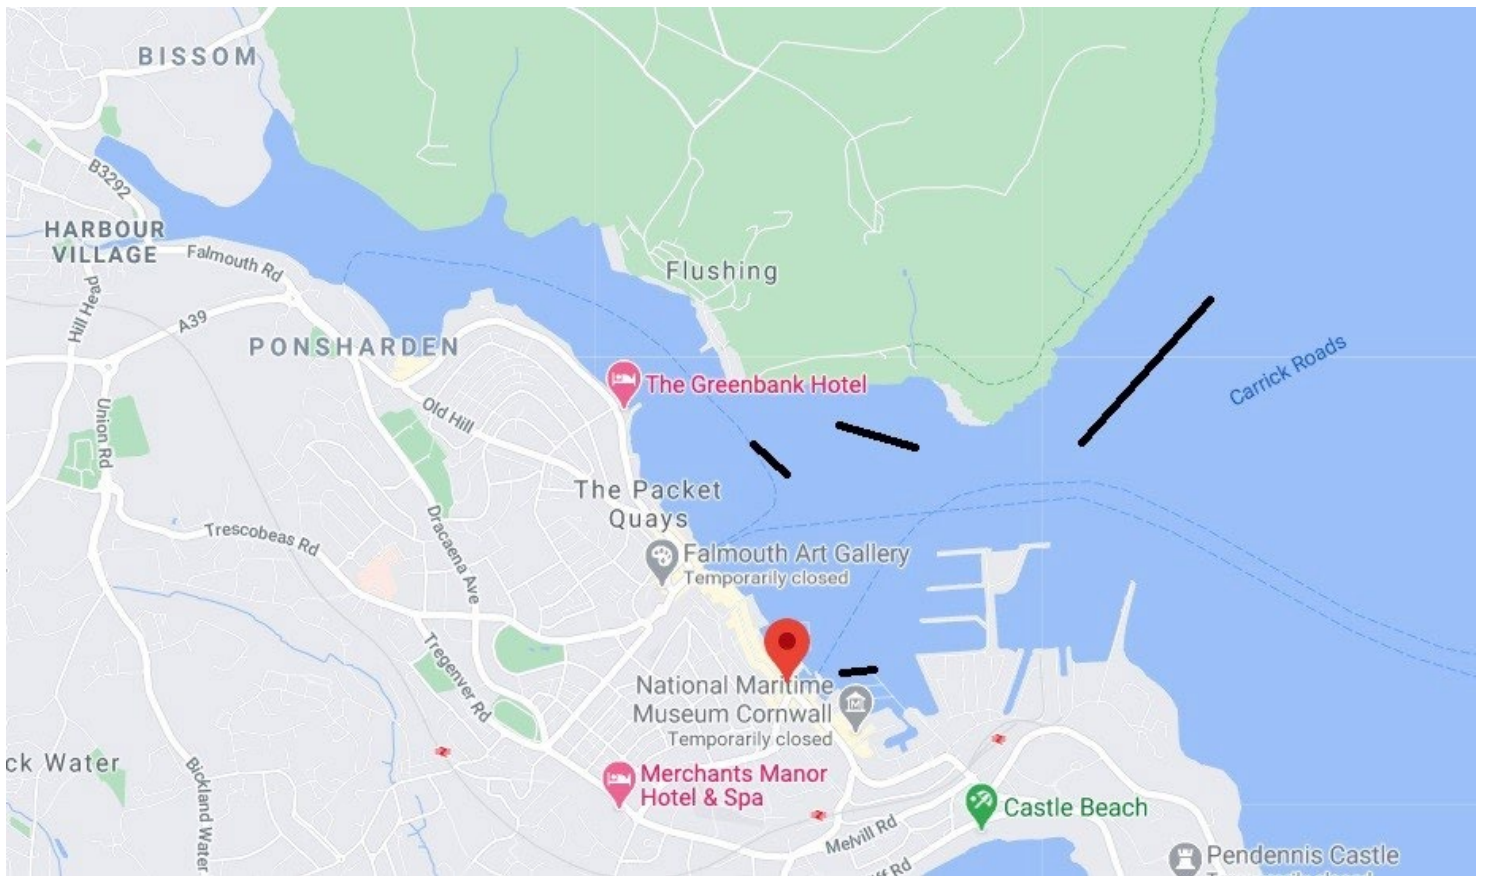 BISSOM
B3292
HARBOUR
VILLAGE
Falmouth Rd
Flushing
Hill Head
A39
PONSHARDEN
Carrick Roads
The Greenbank Hotel
Old Hill
Union Rd
The Packet
Quays
Trescobeas Rd
Dracaena Ave
Falmouth Art Gallery
Temporarily closed
Tregenver Rd
National Maritime
Museum Cornwall
Temporarily closed
ck Water
Bickland Water
Merchants Manor
Hotel & Spa
Castle Beach
Melvill Rd
ff Rd
Pendennis Castle